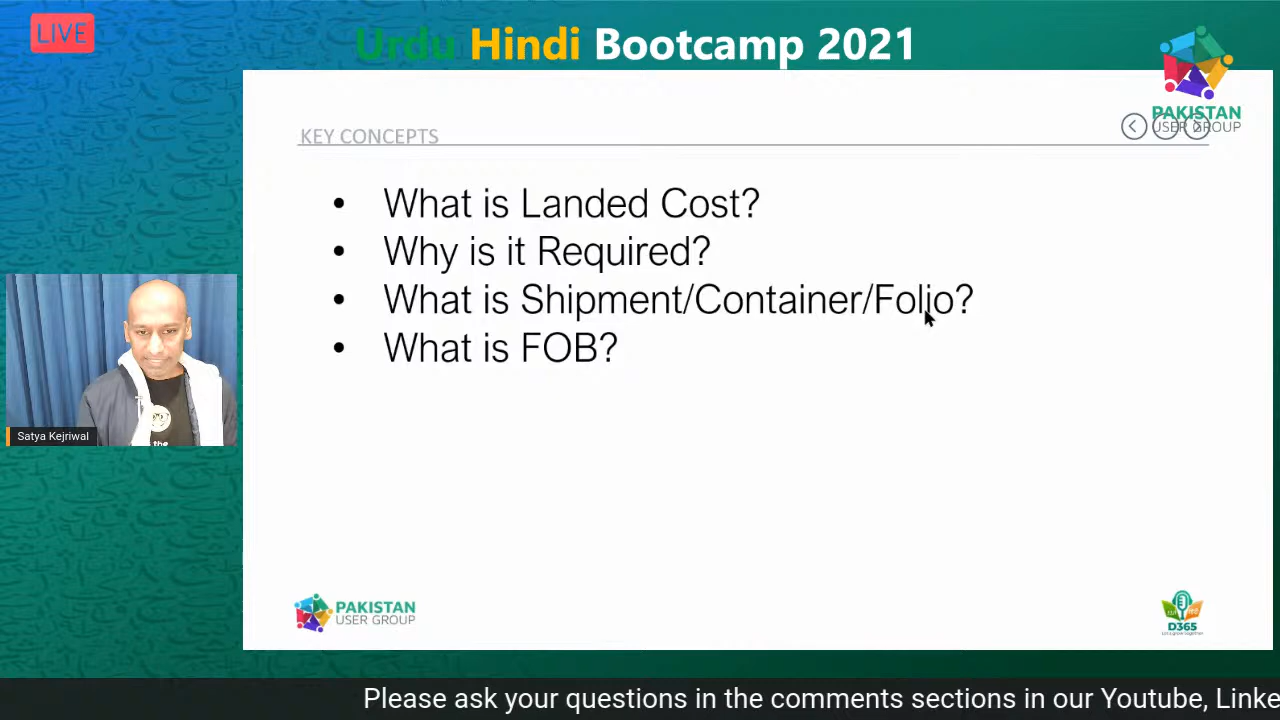 LIVE
Urdu Hindi Bootcamp 2021
PAKISTAN
USER GROUP
KEY CONCEPTS
• What is Landed Cost?
• Why is it Required?
• What is Shipment/Container/Folio?
• What is FOB?
Satya Kejriwal
the
PAKISTAN
USER GROUP
D365
Please ask your questions in the comments sections in our Youtube, Linke